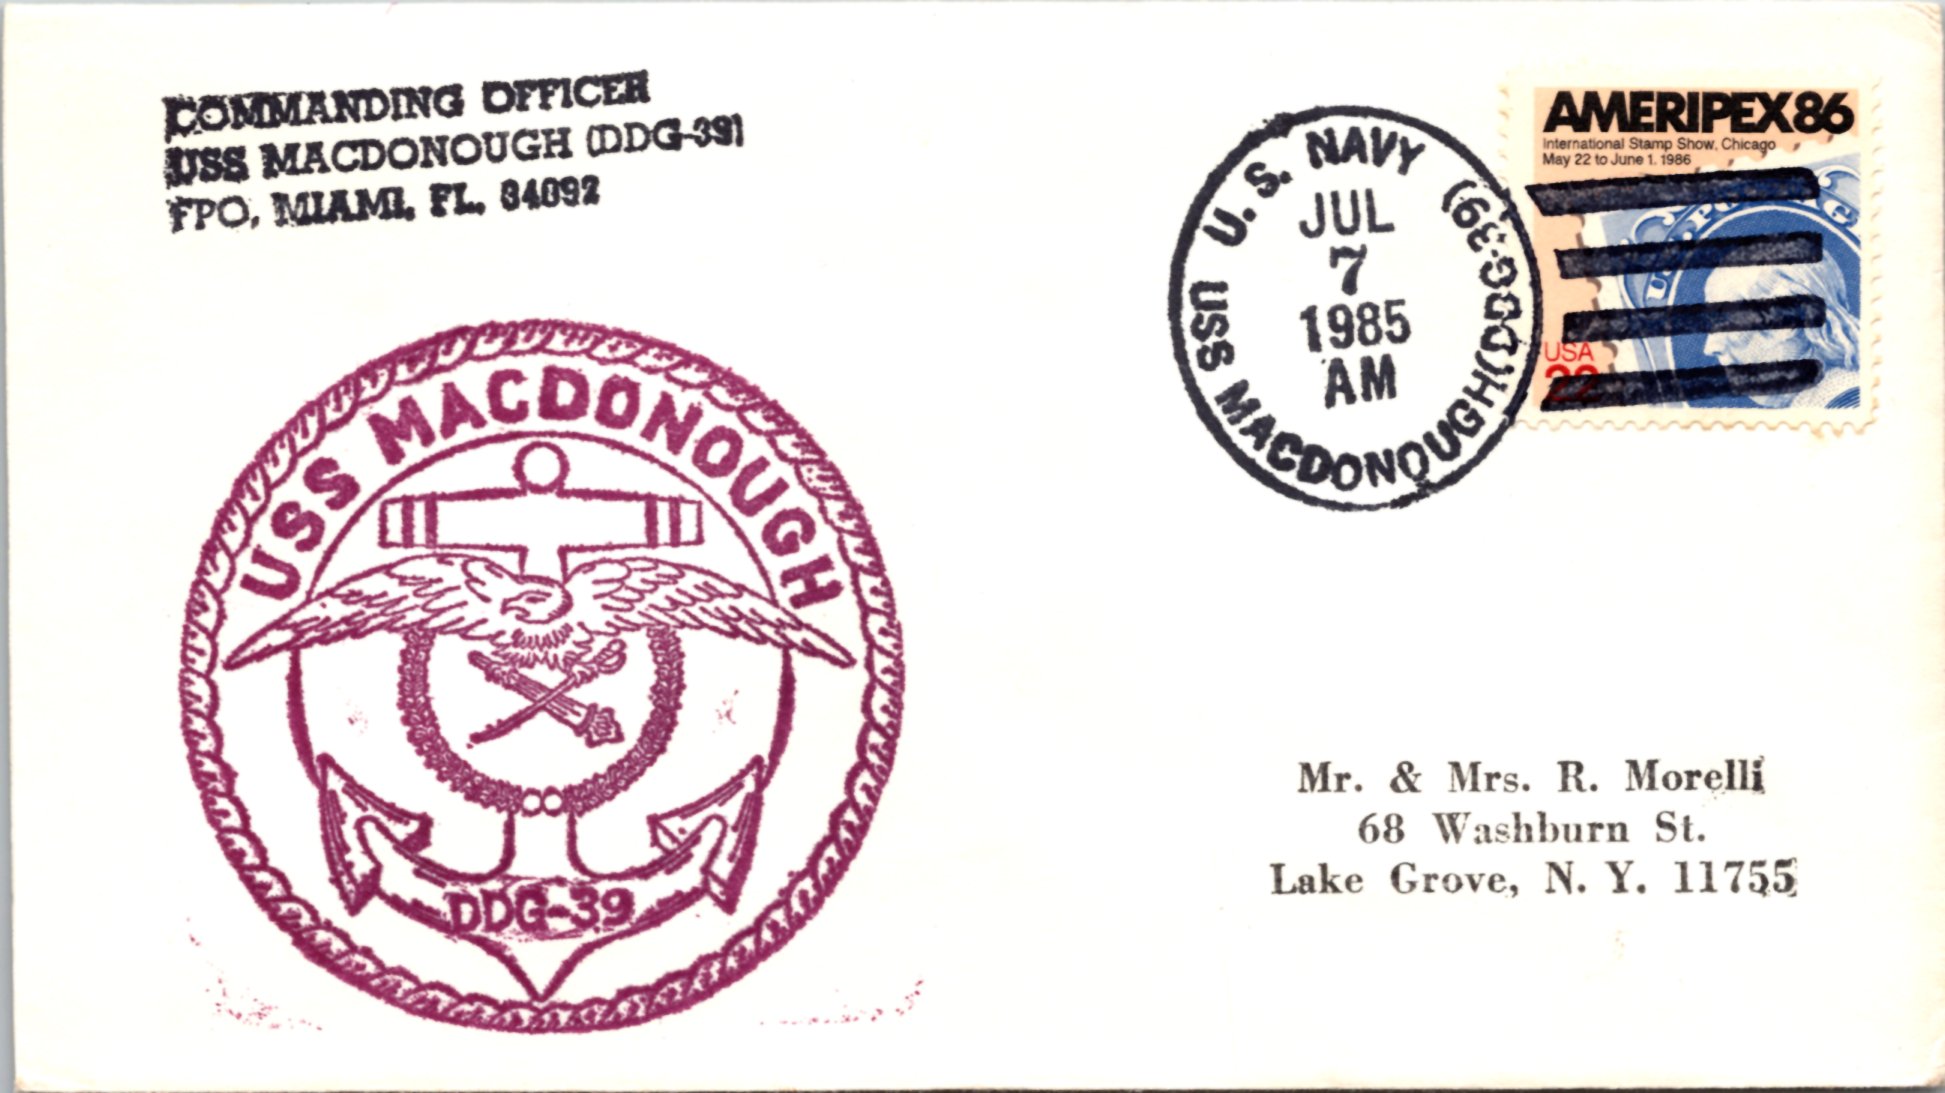 COMMANDING OFFICER
USS MACDONOUGH (DDG-39)
FPO, MIAMI, FL. 34092
U. S. NAVY
USS MACDONOUGH (DDG-39)
JUL
7
1985
AM
AMERIPEX86
International Stamp Show, Chicago
May 22 to June 1, 1986
USA
22
USS MACDONOUGH
DDG-39
Mr. & Mrs. R. Morelli
68 Washburn St.
Lake Grove, N. Y. 11755